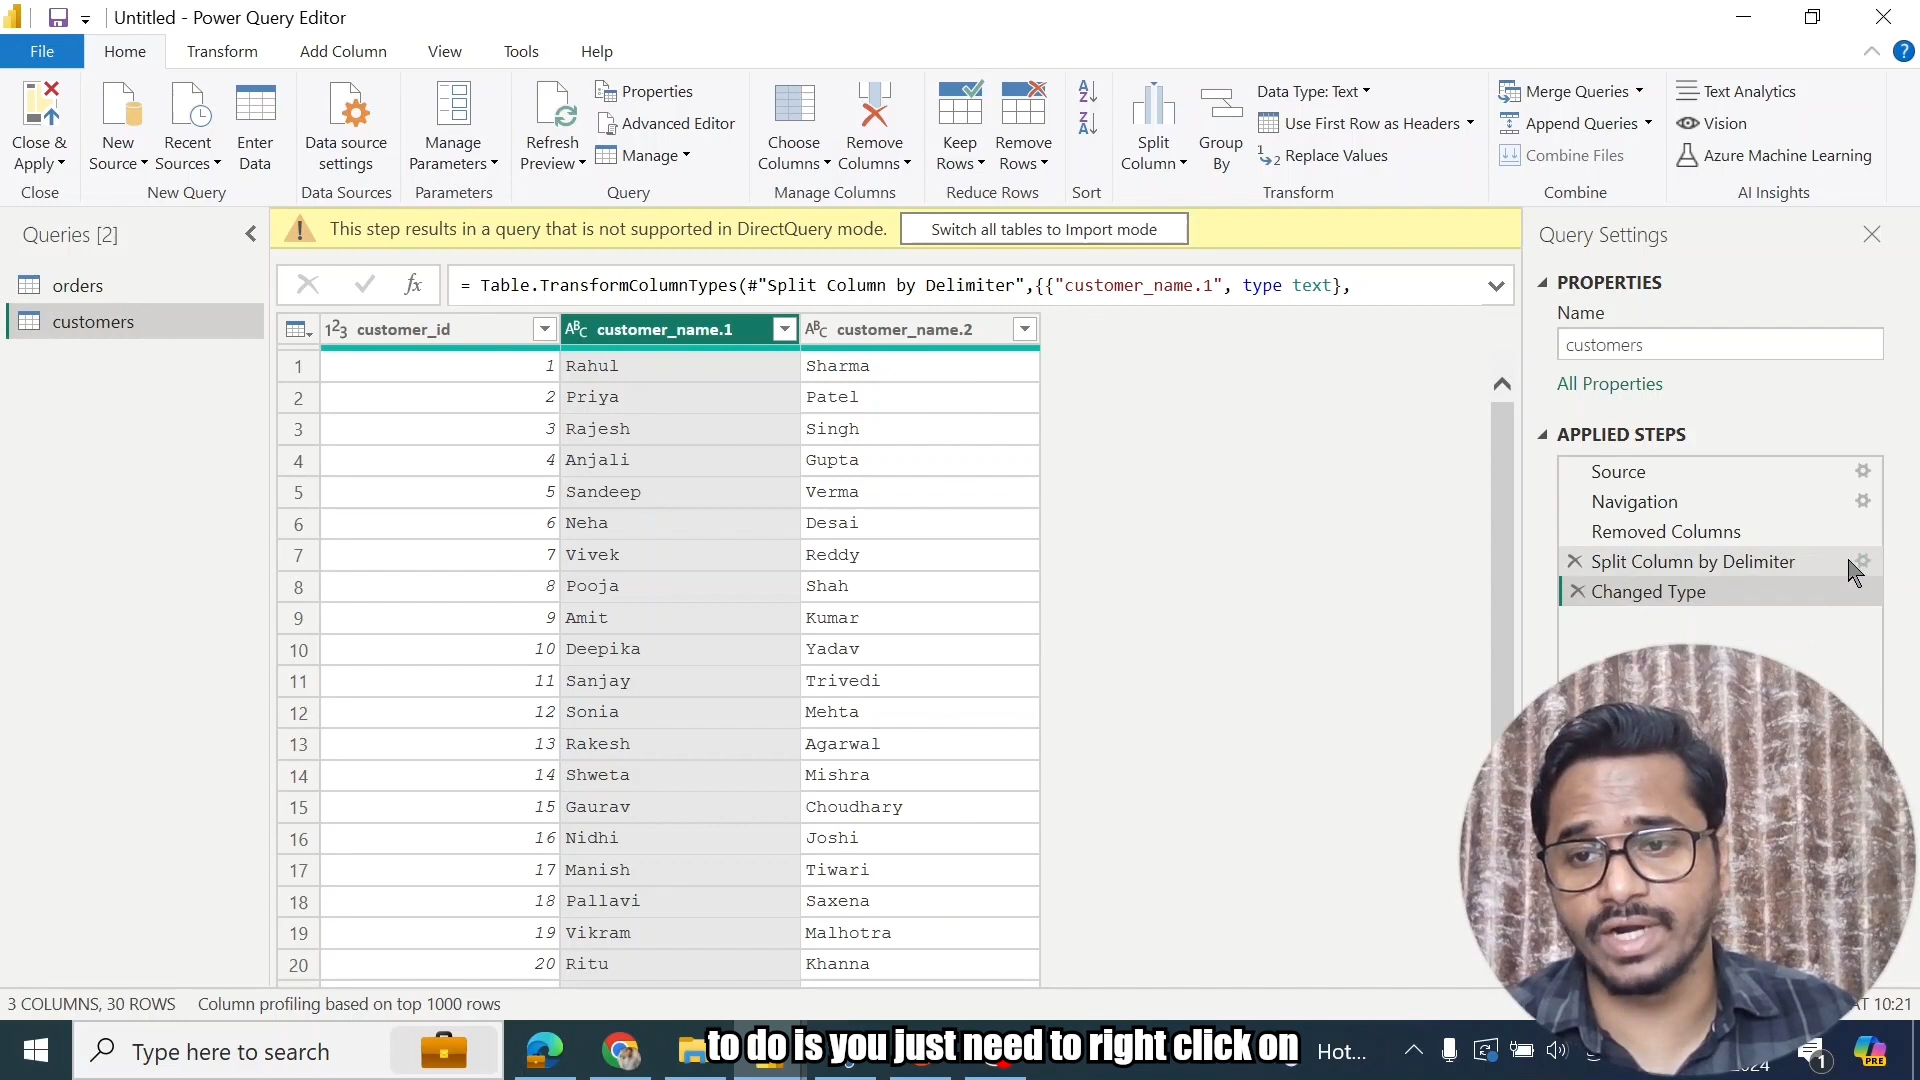 Untitled - Power Query Editor
File Home Transform Add Column View Tools Help
Close & Apply
New Source
Recent Sources
Enter Data
Data source settings
Manage Parameters
Refresh Preview
Properties
Advanced Editor
Manage
Choose Columns
Remove Columns
Keep Rows
Remove Rows
Split Column
Group By
Data Type: Text
Use First Row as Headers
Replace Values
Merge Queries
Append Queries
Combine Files
Text Analytics
Vision
Azure Machine Learning
Close New Query Data Sources Parameters Query Manage Columns Reduce Rows Sort Transform Combine AI Insights
Queries [2]
orders
customers
This step results in a query that is not supported in DirectQuery mode. Switch all tables to Import mode
fx = Table.TransformColumnTypes(#"Split Column by Delimiter",{{"customer_name.1", type text},
123 customer_id ABC customer_name.1 ABC customer_name.2
1 1 Rahul Sharma
2 2 Priya Patel
3 3 Rajesh Singh
4 4 Anjali Gupta
5 5 Sandeep Verma
6 6 Neha Desai
7 7 Vivek Reddy
8 8 Pooja Shah
9 9 Amit Kumar
10 10 Deepika Yadav
11 11 Sanjay Trivedi
12 12 Sonia Mehta
13 13 Rakesh Agarwal
14 14 Shweta Mishra
15 15 Gaurav Choudhary
16 16 Nidhi Joshi
17 17 Manish Tiwari
18 18 Pallavi Saxena
19 19 Vikram Malhotra
20 20 Ritu Khanna
Query Settings
PROPERTIES
Name
customers
All Properties
APPLIED STEPS
Source
Navigation
Removed Columns
Split Column by Delimiter
Changed Type
3 COLUMNS, 30 ROWS Column profiling based on top 1000 rows
AT 10:21
Type here to search
to do is you just need to right click on
Hot...
1
PRE